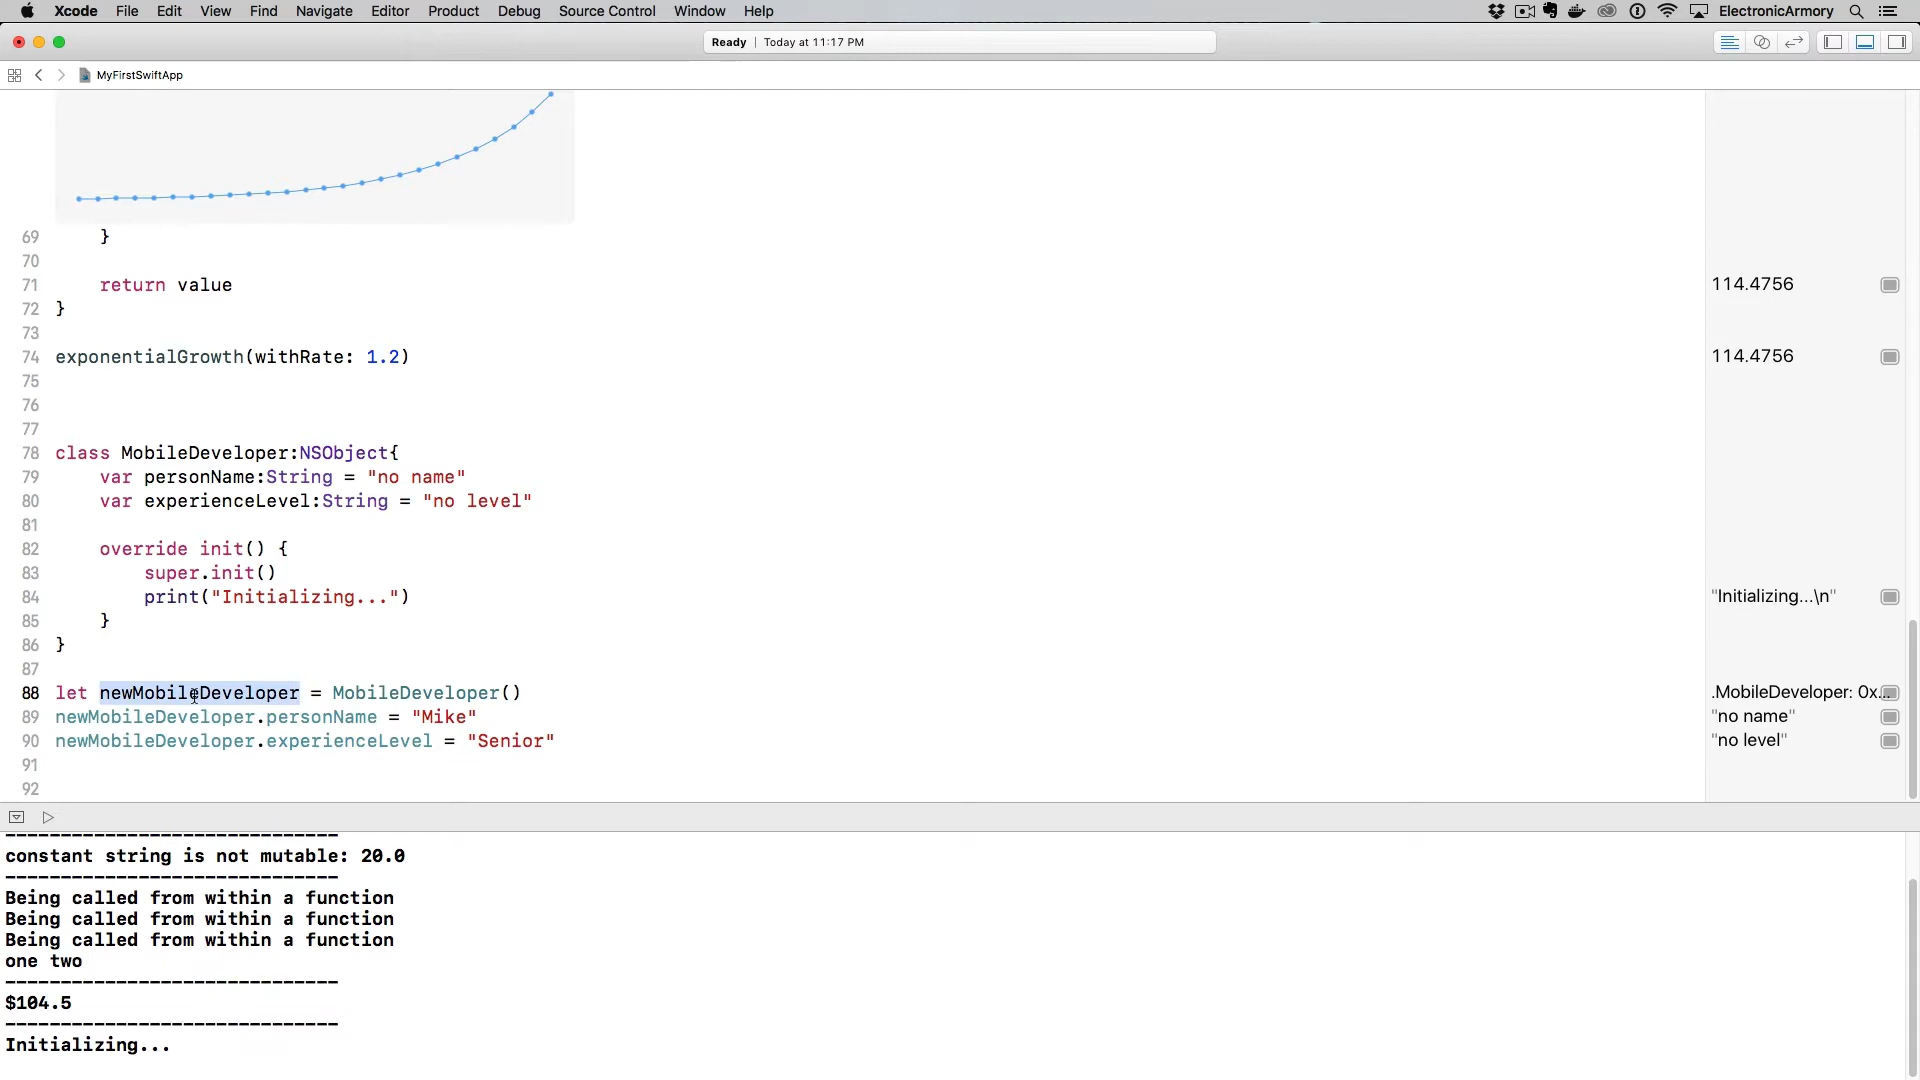 Xcode File Edit View Find Navigate Editor Product Debug Source Control Window Help ElectronicArmory
Ready | Today at 11:17 PM
MyFirstSwiftApp
69 }
70
71 return value 114.4756
72 }
73
74 exponentialGrowth(withRate: 1.2) 114.4756
75
76
77
78 class MobileDeveloper:NSObject{
79 var personName:String = "no name"
80 var experienceLevel:String = "no level"
81
82 override init() {
83 super.init()
84 print("Initializing...") "Initializing...\n"
85 }
86 }
87
88 let newMobileDeveloper = MobileDeveloper() .MobileDeveloper: 0x...
89 newMobileDeveloper.personName = "Mike" "no name"
90 newMobileDeveloper.experienceLevel = "Senior" "no level"
91
92
------------------------------
constant string is not mutable: 20.0
------------------------------
Being called from within a function
Being called from within a function
Being called from within a function
one two
------------------------------
$104.5
------------------------------
Initializing...